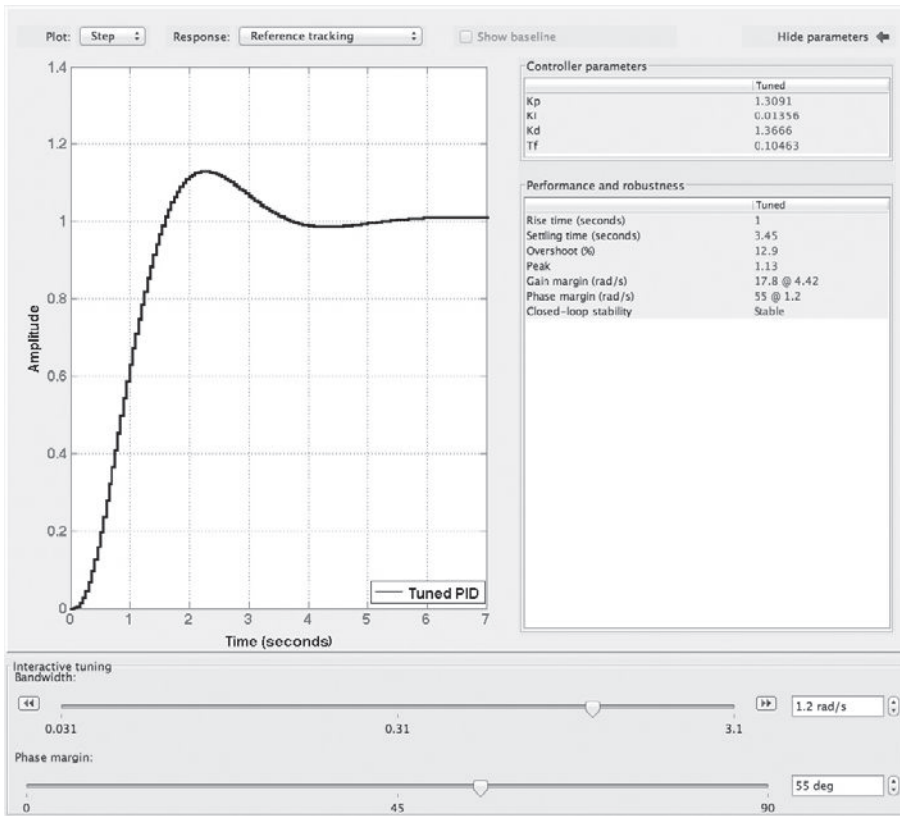 Plot: Step Response: Reference tracking Show baseline Hide parameters
Controller parameters
Tuned
Kp 1.3091
Ki 0.01356
Kd 1.3666
Tf 0.10463
Performance and robustness
Tuned
Rise time (seconds) 1
Settling time (seconds) 3.45
Overshoot (%) 12.9
Peak 1.13
Gain margin (rad/s) 17.8 @ 4.42
Phase margin (rad/s) 55 @ 1.2
Closed-loop stability Stable
Amplitude
1.4
1.2
1
0.8
0.6
0.4
0.2
0
0 1 2 3 4 5 6 7
Time (seconds)
Tuned PID
Interactive tuning
Bandwidth:
0.031 0.31 3.1
1.2 rad/s
Phase margin:
0 45 90
55 deg